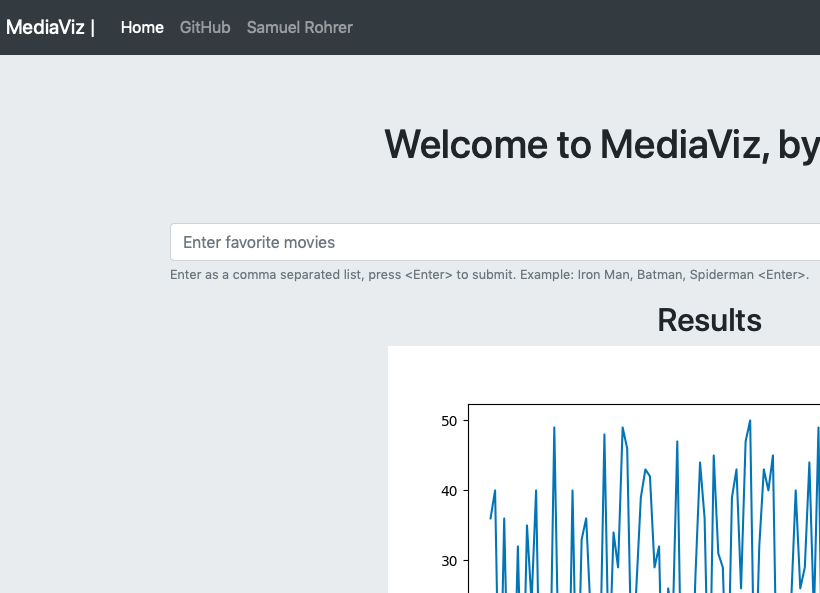 MediaViz | Home GitHub Samuel Rohrer
Welcome to MediaViz, by
Enter favorite movies
Enter as a comma separated list, press <Enter> to submit. Example: Iron Man, Batman, Spiderman <Enter>.
Results
50
40
30